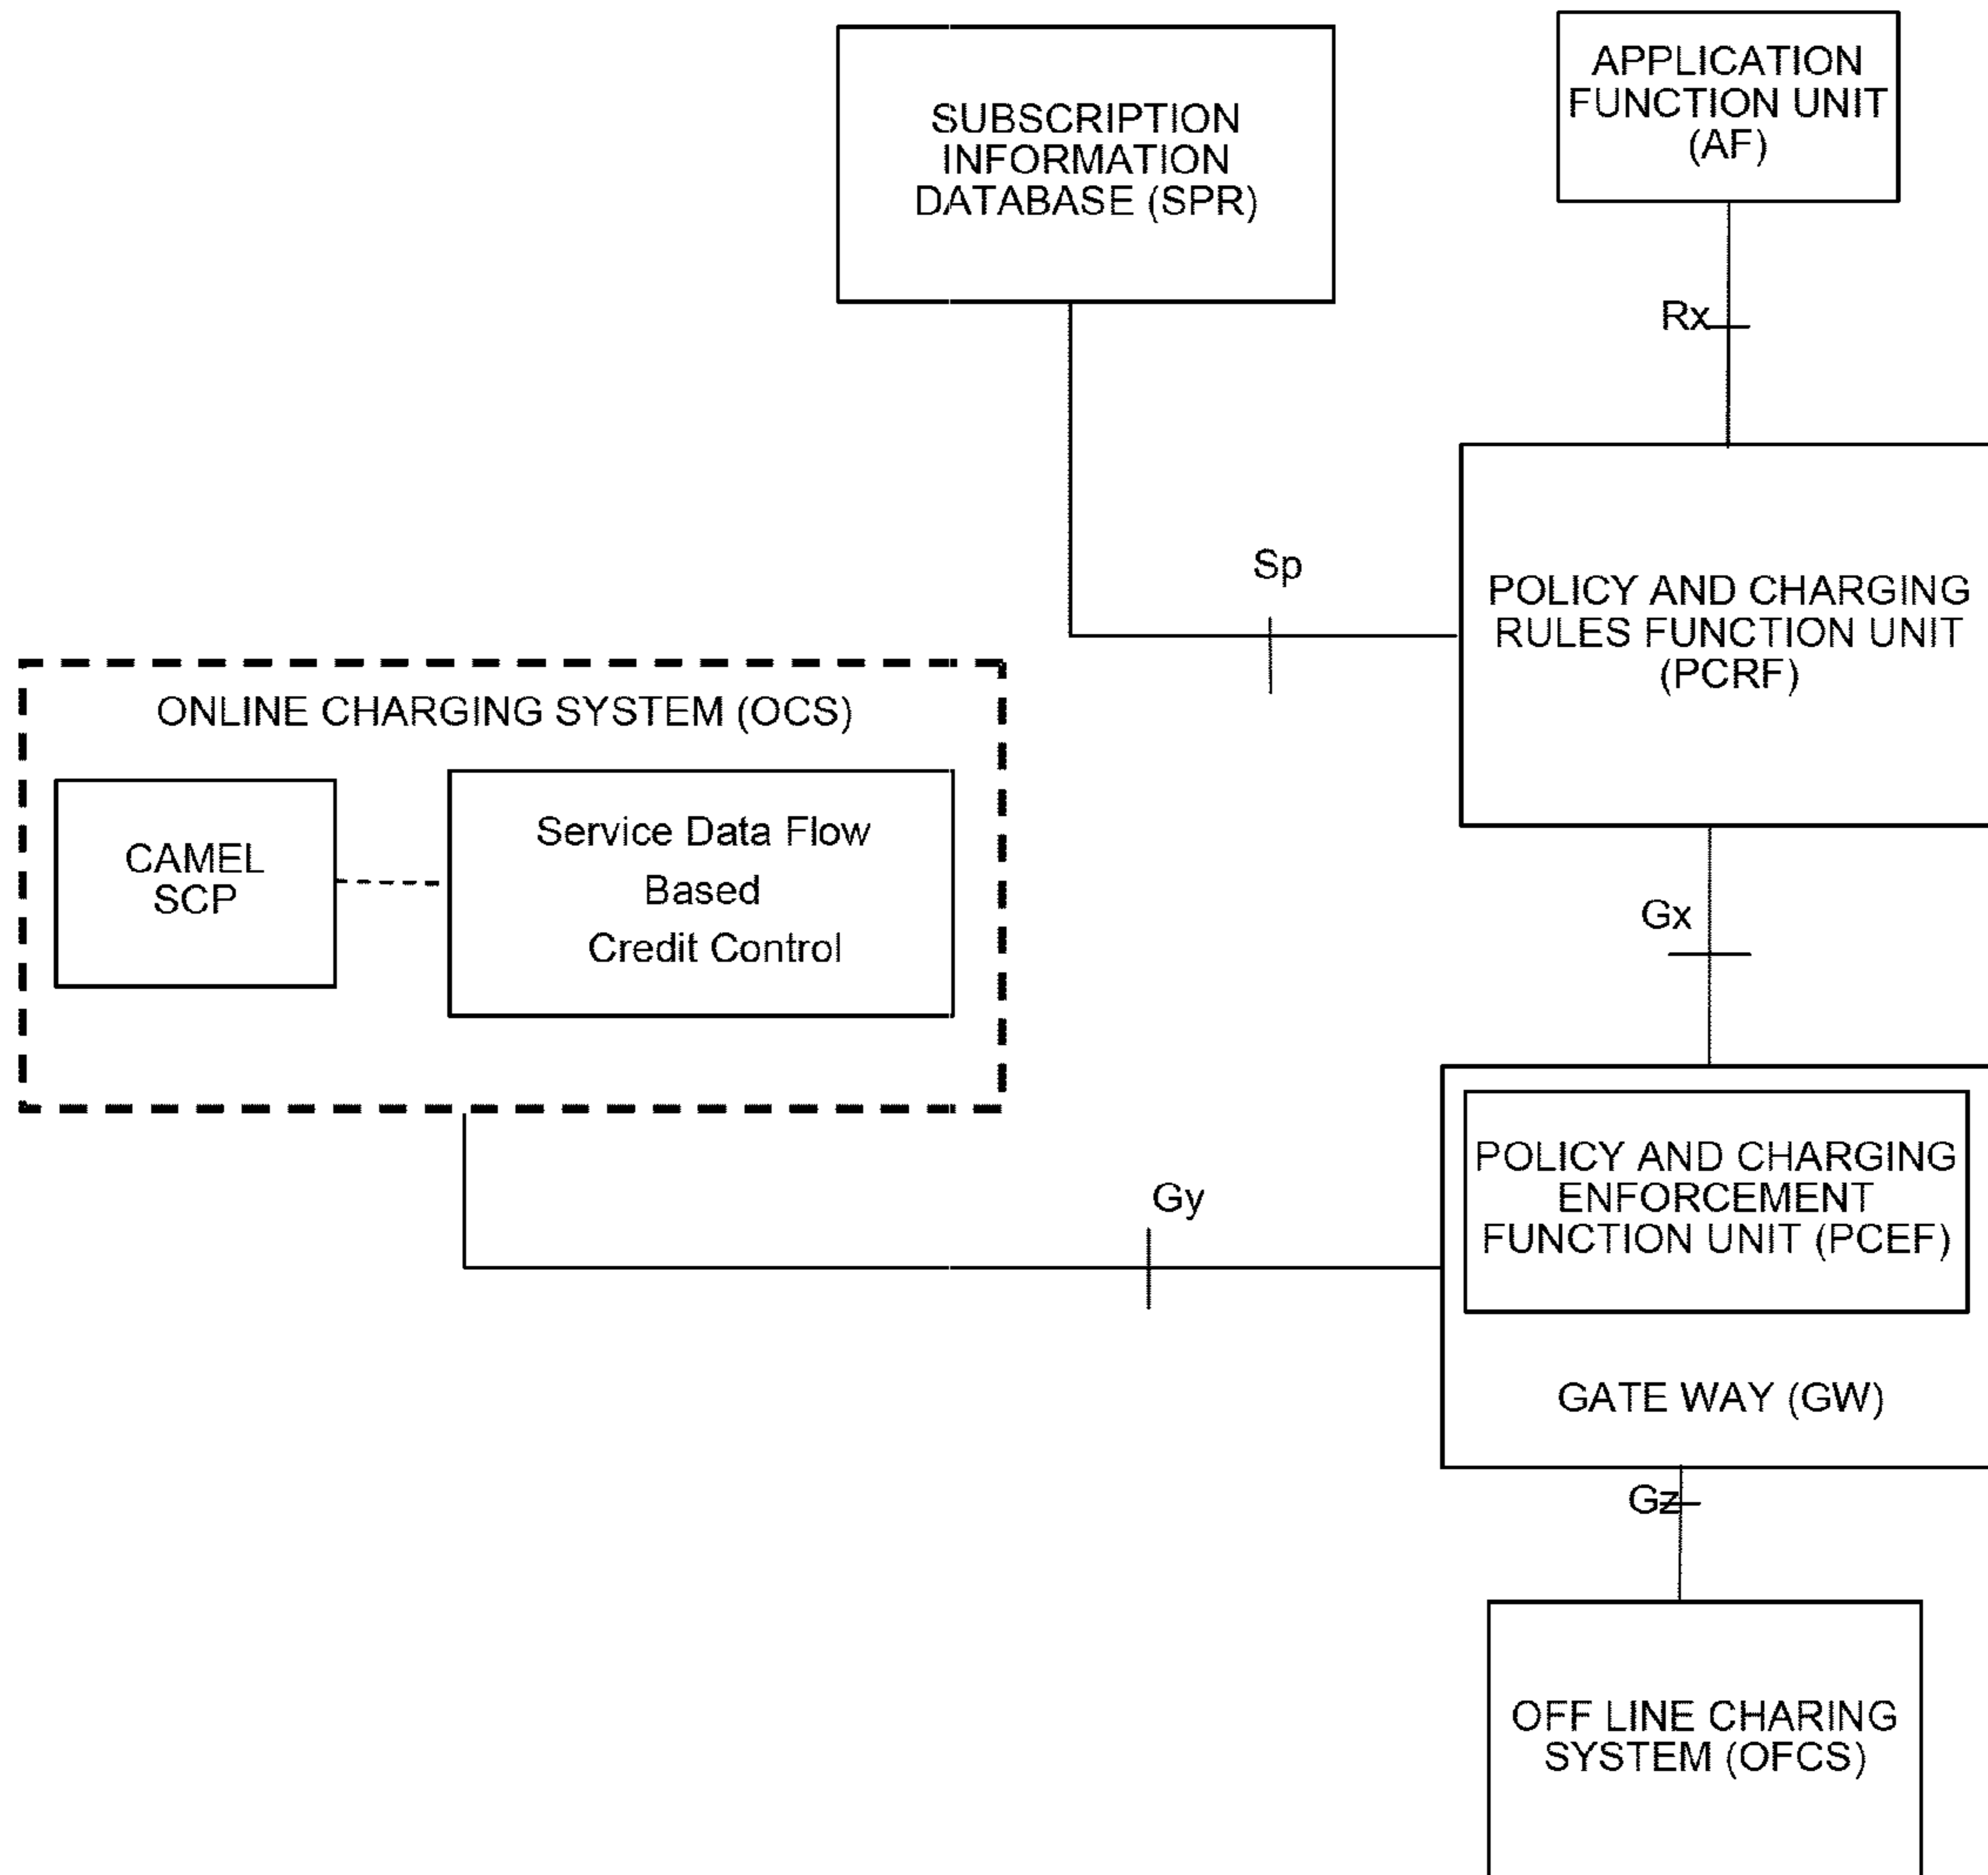 SUBSCRIPTION
INFORMATION
DATABASE (SPR)
APPLICATION
FUNCTION UNIT
(AF)
Rx
Sp
POLICY AND CHARGING
RULES FUNCTION UNIT
(PCRF)
ONLINE CHARGING SYSTEM (OCS)
CAMEL
SCP
Service Data Flow
Based
Credit Control
Gx
POLICY AND CHARGING
ENFORCEMENT
FUNCTION UNIT (PCEF)
Gy
GATE WAY (GW)
Gz
OFF LINE CHARING
SYSTEM (OFCS)